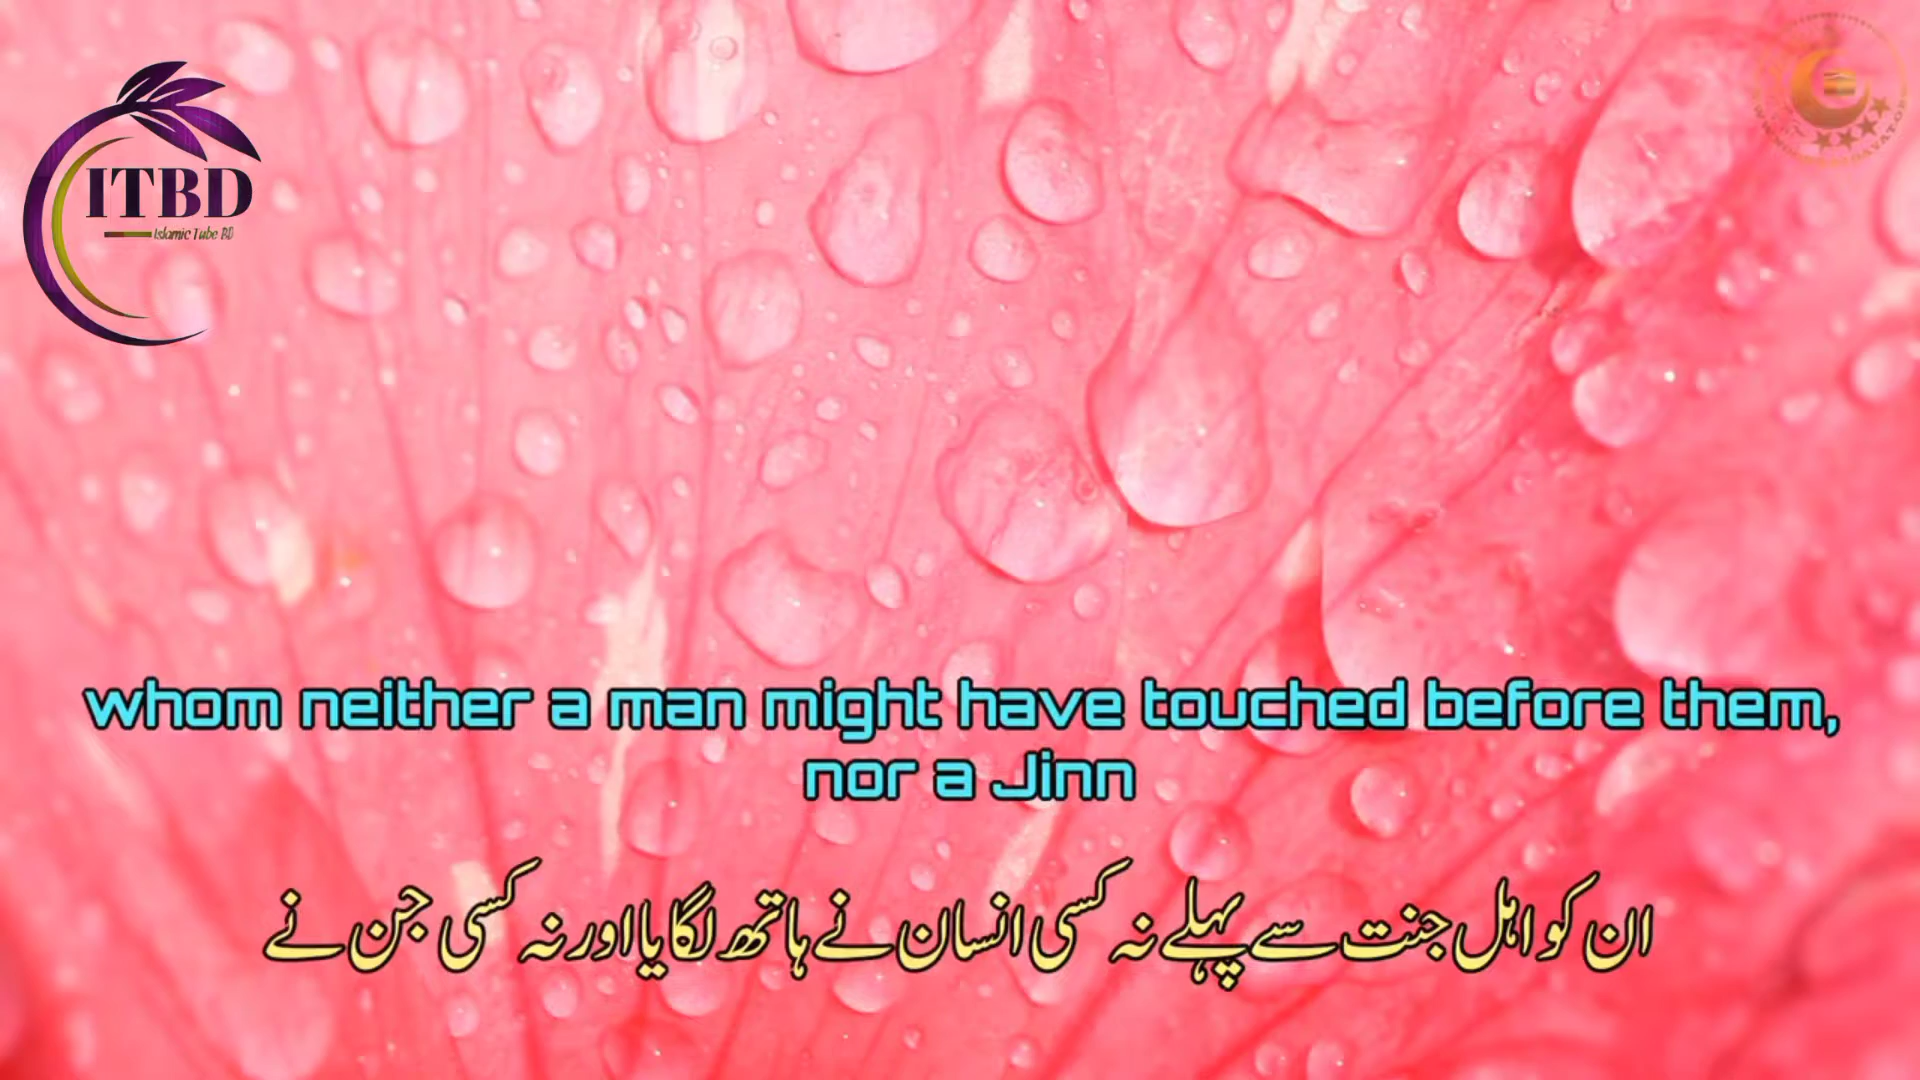 ITBD
Islamic Tube BD
whom neither a man might have touched before them,
nor a Jinn
ان کو اہل جنت سے پہلے نہ کسی انسان نے ہاتھ لگایا اور نہ کسی جن نے